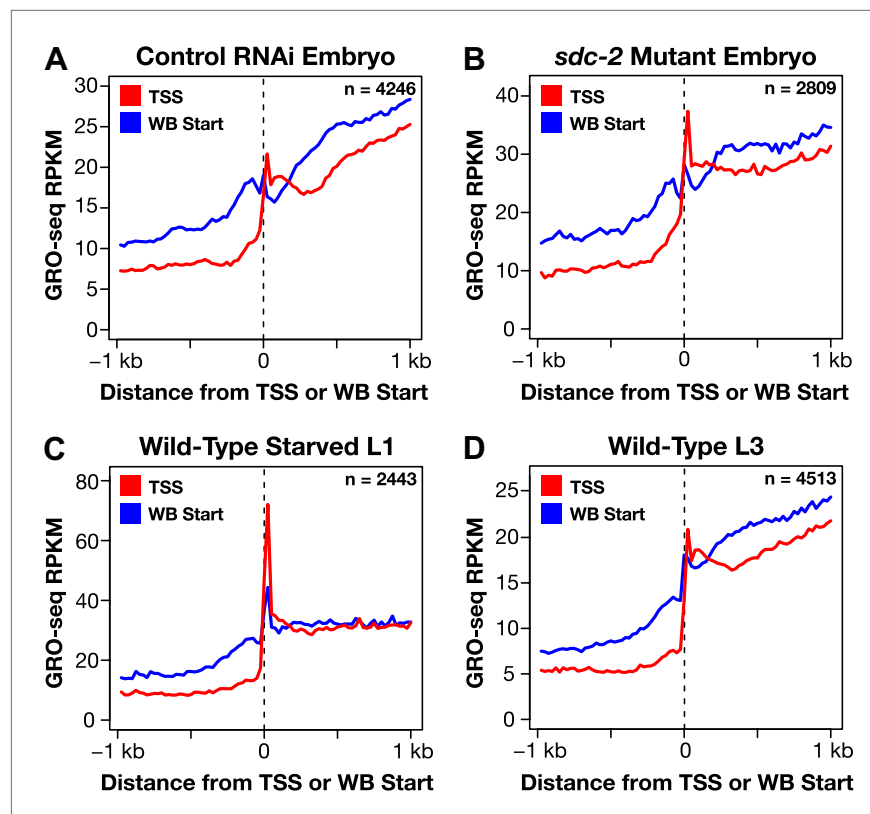 A
Control RNAi Embryo
n = 4246
TSS
WB Start
GRO-seq RPKM
30
25
20
15
10
5
0
−1 kb
0
1 kb
Distance from TSS or WB Start
B
sdc-2 Mutant Embryo
n = 2809
TSS
WB Start
GRO-seq RPKM
40
30
20
10
0
−1 kb
0
1 kb
Distance from TSS or WB Start
C
Wild-Type Starved L1
n = 2443
TSS
WB Start
GRO-seq RPKM
80
60
40
20
0
−1 kb
0
1 kb
Distance from TSS or WB Start
D
Wild-Type L3
n = 4513
TSS
WB Start
GRO-seq RPKM
25
20
15
10
5
0
−1 kb
0
1 kb
Distance from TSS or WB Start